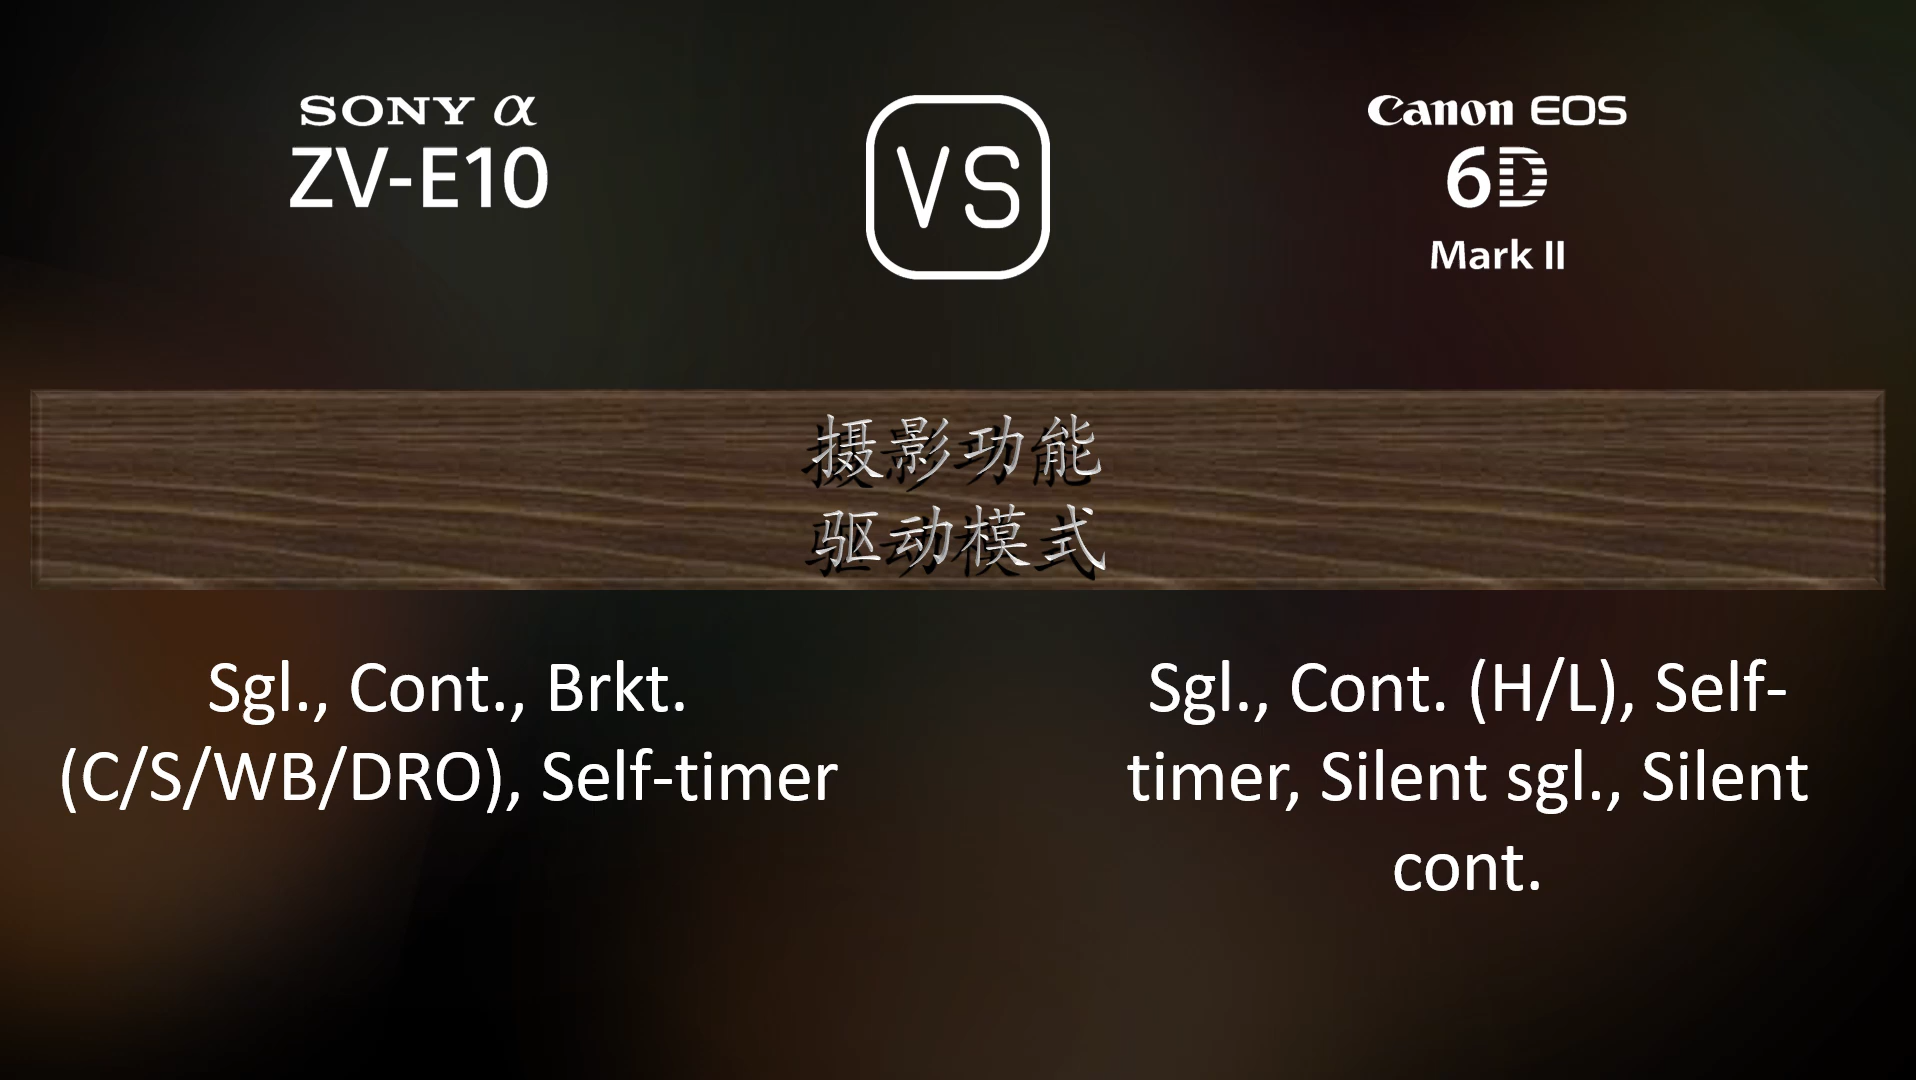 SONY α
ZV-E10
VS
Canon EOS
6D
Mark II
摄影功能
驱动模式
Sgl., Cont., Brkt.
(C/S/WB/DRO), Self-timer
Sgl., Cont. (H/L), Self-
timer, Silent sgl., Silent
cont.